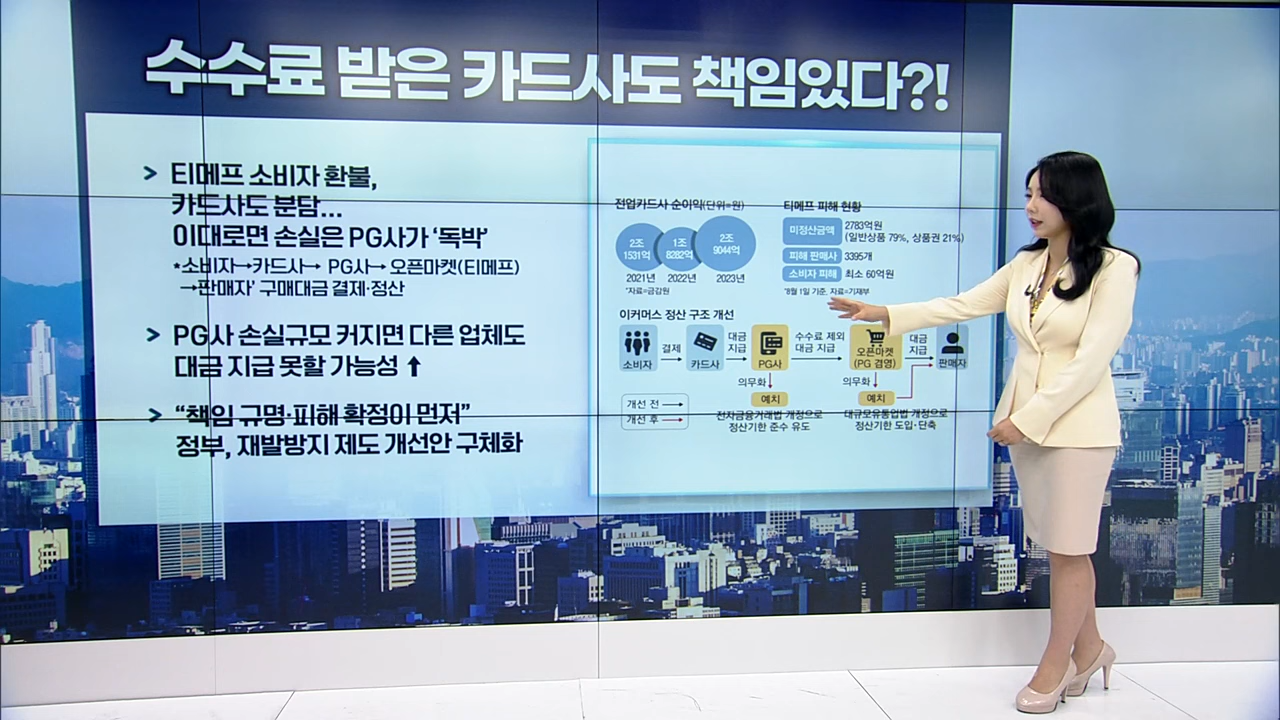 수수료 받은 카드사도 책임있다?!
> 티메프 소비자 환불,
카드사도 분담...
이대로면 손실은 PG사가 '독박'
*소비자→카드사→ PG사→오픈마켓(티메프)
→판매자' 구매대금 결제·정산
> PG사 손실규모 커지면 다른 업체도
대금 지급 못할 가능성 ↑
> "책임 규명·피해 확정이 먼저"
정부, 재발방지 제도 개선안 구체화
전업카드사 순이익(단위=원)
2조 1531억
1조 8282억
2조 9044억
2021년 2022년 2023년
*자료=금감원
티메프 피해 현황
미정산금액 2783억원
(일반상품 79%, 상품권 21%)
피해 판매사 3395개
소비자 피해 최소 60억원
*8월 1일 기준, 자료=기재부
이커머스 정산 구조 개선
소비자
결제
카드사
대금
지급
PG사
수수료 제외
대금 지급
오픈마켓
(PG 겸영)
대금
지급
판매자
의무화
예치
의무화
예치
개선 전 →
개선 후 →
전자금융거래법 개정으로
정산기한 준수 유도
대규모유통업법 개정으로
정산기한 도입·단축